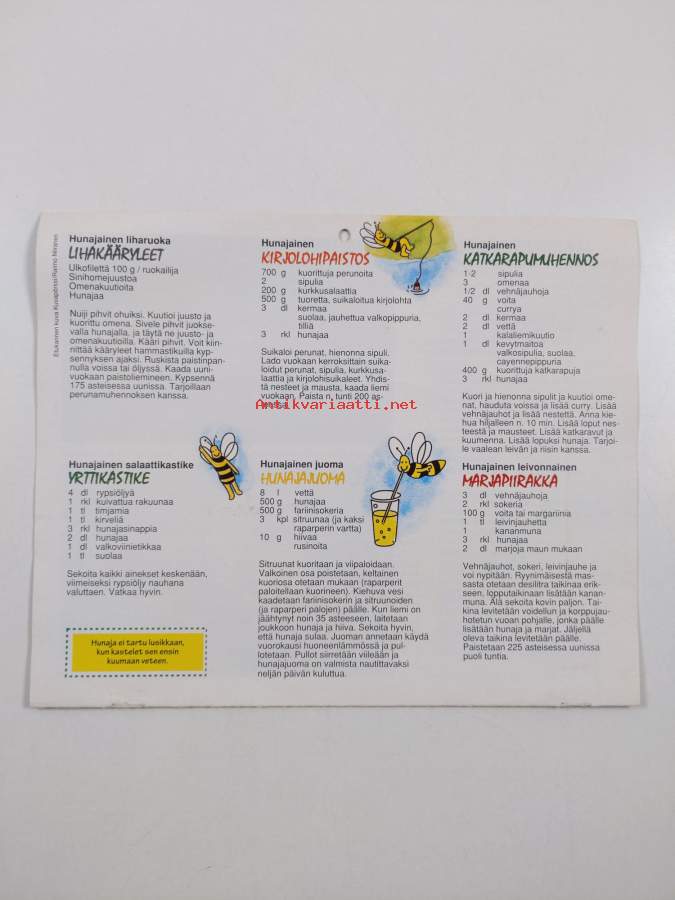 Etukannen kuva Kuvapörssi/Raimo Niiranen
Hunajainen liharuoka
LIHAKÄÄRYLEET
Ulkofilettä 100 g / ruokailija
Sinihomejuustoa
Omenakuutioita
Hunajaa
Nuiji pihvit ohuiksi. Kuutioi juusto ja
kuorittu omena. Sivele pihvit juokse-
valla hunajalla, ja täytä ne juusto- ja
omenakuutioilla. Kääri pihvit. Voit kiin-
nittää kääryleet hammastikuilla kyp-
sennyksen ajaksi. Ruskista paistinpan-
nulla voissa tai öljyssä. Kaada uuni-
vuokaan paistoliemineen. Kypsennä
175 asteisessa uunissa. Tarjoillaan
perunamuhennoksen kanssa.
Hunajainen
KIRJOLOHIPAISTOS
700 g kuorittuja perunoita
2 sipulia
200 g kurkkusalaattia
500 g tuoretta, suikaloitua kirjolohta
3 dl kermaa
suolaa, jauhettua valkopippuria,
tilliä
3 rkl hunajaa
Suikaloi perunat, hienonna sipuli.
Lado vuokaan kerroksittain suika-
loidut perunat, sipulia, kurkkusa-
laattia ja kirjolohisuikaleet. Yhdis-
tä nesteet ja mausta, kaada liemi
vuokaan. Paista n. tunti 200 as-
Antikvariaatti.net
Hunajainen
KATKARAPUMUHENNOS
1-2 sipulia
3 omenaa
1/2 dl vehnäjauhoja
40 g voita
currya
2 dl kermaa
2 dl vettä
1 kalaliemikuutio
1 dl kevytmaitoa
valkosipulia, suolaa,
cayennepippuria
400 g kuorittuja katkarapuja
3 rkl hunajaa
Kuori ja hienonna sipulit ja kuutioi ome-
nat, hauduta voissa ja lisää curry. Lisää
vehnäjauhot ja lisää nestettä. Anna kie-
hua hiljalleen n. 10 min. Lisää loput nes-
teestä ja mausteet. Lisää katkaravut ja
kuumenna. Lisää lopuksi hunaja. Tarjoi-
le vaalean leivän ja riisin kanssa.
Hunajainen salaattikastike
YRTTIKASTIKE
4 dl rypsiöljyä
1 rkl kuivattua rakuunaa
1 tl timjamia
1 tl kirveliä
3 rkl hunajasinappia
2 dl hunajaa
1 dl valkoviinietikkaa
1 tl suolaa
Sekoita kaikki ainekset keskenään,
viimeiseksi rypsiöljy nauhana
valuttaen. Vatkaa hyvin.
Hunaja ei tartu lusikkaan,
kun kastelet sen ensin
kuumaan veteen.
Hunajainen juoma
HUNAJAJUOMA
8 l vettä
500 g hunajaa
500 g fariinisokeria
3 kpl sitruunaa (ja kaksi
raparperin vartta)
10 g hiivaa
rusinoita
Sitruunat kuoritaan ja viipaloidaan.
Valkoinen osa poistetaan, keltainen
kuoriosa otetaan mukaan (raparperit
paloitellaan kuorineen). Kiehuva vesi
kaadetaan fariinisokerin ja sitruunoiden
(ja raparperi palojen) päälle. Kun liemi on
jäähtynyt noin 35 asteeseen, laitetaan
joukkoon hunaja ja hiiva. Sekoita hyvin,
että hunaja sulaa. Juoman annetaan käydä
vuorokausi huoneenlämmössä ja pul-
lotetaan. Pullot siirretään viileään ja
hunajajuoma on valmista nautittavaksi
neljän päivän kuluttua.
Hunajainen leivonnainen
MARJAPIIRAKKA
3 dl vehnäjauhoja
2 rkl sokeria
100 g voita tai margariinia
1 tl leivinjauhetta
1 kananmuna
3 rkl hunajaa
2 dl marjoja maun mukaan
Vehnäjauhot, sokeri, leivinjauhe ja
voi nypitään. Ryynimäisestä mas-
sasta otetaan desilitra taikinaa erik-
seen, lopputaikinaan lisätään kanan-
muna. Älä sekoita kovin paljon. Tai-
kina levitetään voidellun ja korppujau-
hotetun vuoan pohjalle, jonka päälle
lisätään hunaja ja marjat. Jäljellä
oleva taikina levitetään päälle.
Paistetaan 225 asteisessa uunissa
puoli tuntia.